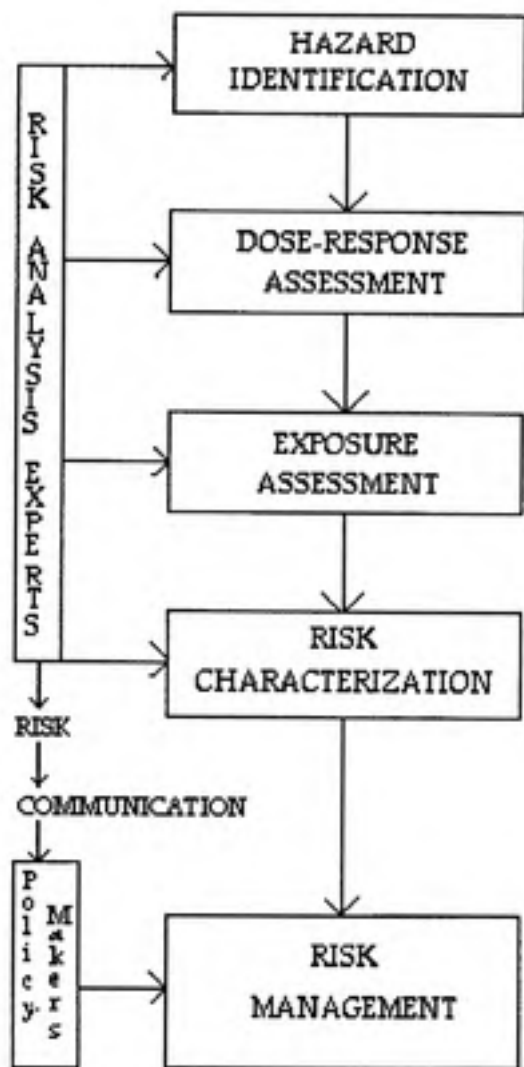 HAZARD
IDENTIFICATION
RISK ANALYSIS EXPERTS
DOSE-RESPONSE
ASSESSMENT
EXPOSURE
ASSESSMENT
RISK
CHARACTERIZATION
RISK
COMMUNICATION
Policy
Makers
RISK
MANAGEMENT